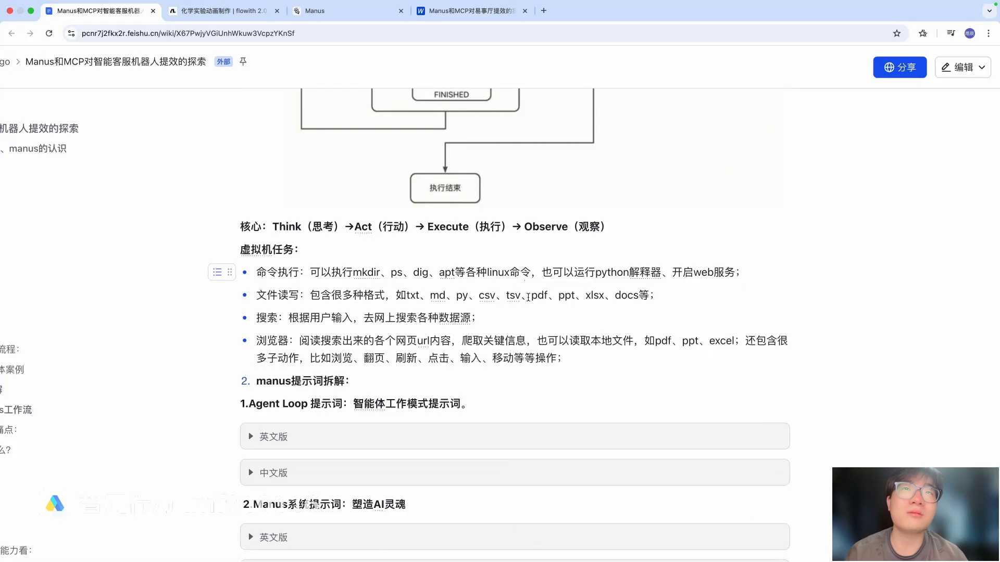 Manus和MCP对智能客服机器
化学实验动画制作 | flowith 2.0
Manus
W Manus和MCP对易事厅提效的
pcnr7j2fkx2r.feishu.cn/wiki/X67PwjyVGiUnhWkuw3VcpzYKnSf
皓辰
go > Manus和MCP对智能客服机器人提效的探索 外部
分享
编辑
FINISHED
机器人提效的探索
、manus的认识
执行结束
核心：Think（思考）→Act（行动）→ Execute（执行）→ Observe（观察）
虚拟机任务：
命令执行：可以执行mkdir、ps、dig、apt等各种linux命令，也可以运行python解释器、开启web服务；
文件读写：包含很多种格式，如txt、md、py、csv、tsv、pdf、ppt、xlsx、docs等；
搜索：根据用户输入，去网上搜索各种数据源；
浏览器：阅读搜索出来的各个网页url内容，爬取关键信息，也可以读取本地文件，如pdf、ppt、excel；还包含很
多子动作，比如浏览、翻页、刷新、点击、输入、移动等等操作；
流程：
体案例
2. manus提示词拆解：
1.Agent Loop 提示词：智能体工作模式提示词。
s工作流
痛点：
英文版
么？
中文版
2.Manus系统提示词：塑造AI灵魂
英文版
能力看：